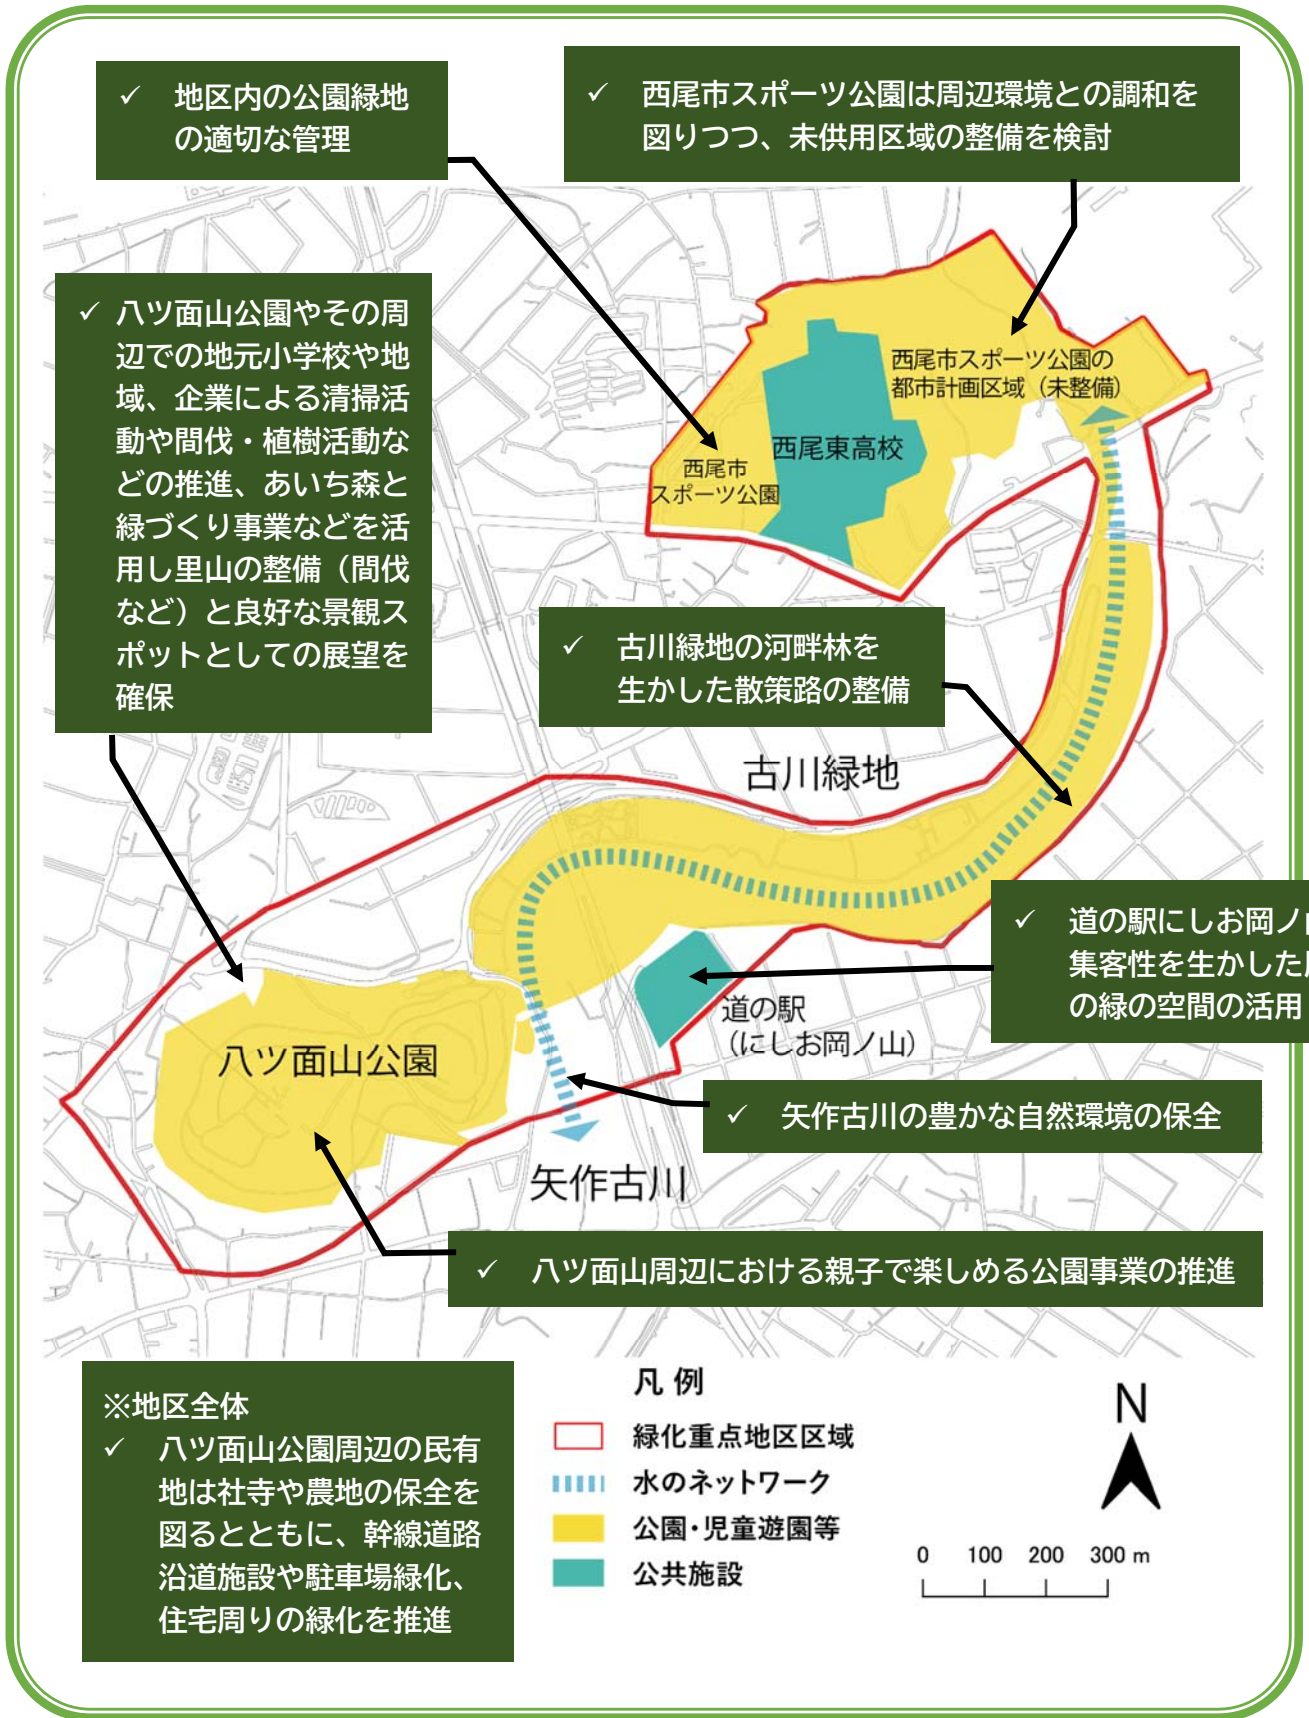 ✓ 地区内の公園緑地
の適切な管理
✓ 西尾市スポーツ公園は周辺環境との調和を
図りつつ、未供用区域の整備を検討
✓ 八ツ面山公園やその周
辺での地元小学校や地
域、企業による清掃活
動や間伐・植樹活動な
どの推進、あいち森と
緑づくり事業などを活
用し里山の整備（間伐
など）と良好な景観ス
ポットとしての展望を
確保
西尾市スポーツ公園の
都市計画区域（未整備）
西尾東高校
西尾市
スポーツ公園
✓ 古川緑地の河畔林を
生かした散策路の整備
古川緑地
✓ 道の駅にしお岡ノ
集客性を生かした
の緑の空間の活用
道の駅
（にしお岡ノ山）
八ツ面山公園
✓ 矢作古川の豊かな自然環境の保全
矢作古川
✓ 八ツ面山周辺における親子で楽しめる公園事業の推進
※地区全体
✓ 八ツ面山公園周辺の民有
地は社寺や農地の保全を
図るとともに、幹線道路
沿道施設や駐車場緑化、
住宅周りの緑化を推進
凡 例
緑化重点地区区域
水のネットワーク
公園・児童遊園等
公共施設
N
0 100 200 300 m